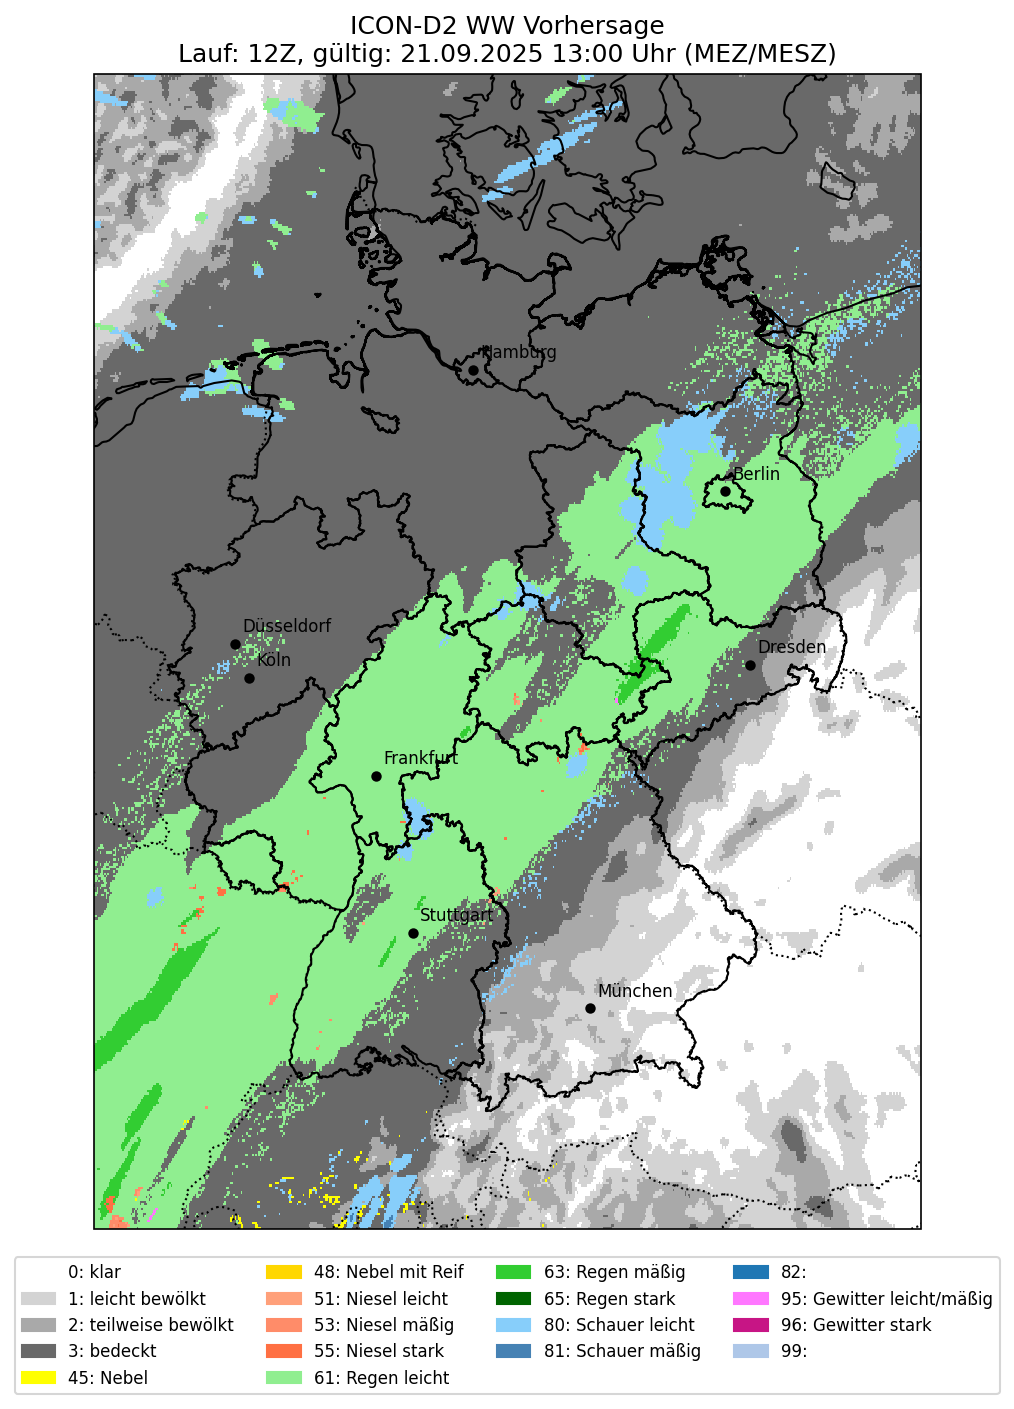 ICON-D2 WW Vorhersage
Lauf: 12Z, gültig: 21.09.2025 13:00 Uhr (MEZ/MESZ)
Hamburg
Berlin
Düsseldorf
Köln
Dresden
Frankfurt
Stuttgart
München
0: klar
1: leicht bewölkt
2: teilweise bewölkt
3: bedeckt
45: Nebel
48: Nebel mit Reif
51: Niesel leicht
53: Niesel mäßig
55: Niesel stark
61: Regen leicht
63: Regen mäßig
65: Regen stark
80: Schauer leicht
81: Schauer mäßig
82:
95: Gewitter leicht/mäßig
96: Gewitter stark
99: